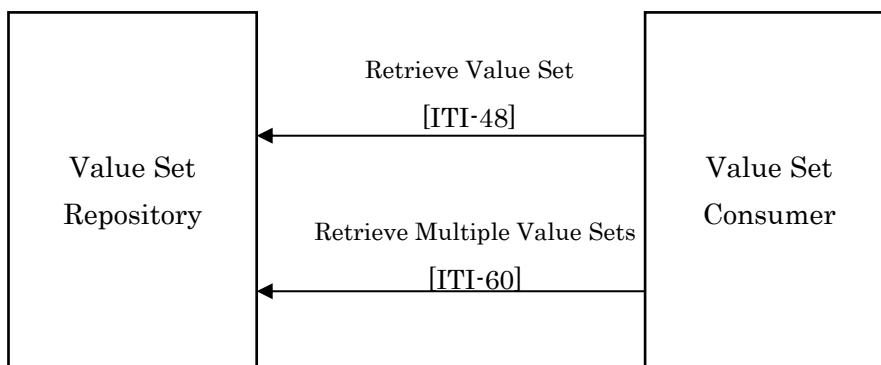 Value Set
Repository
Retrieve Value Set
[ITI-48]
Retrieve Multiple Value Sets
[ITI-60]
Value Set
Consumer